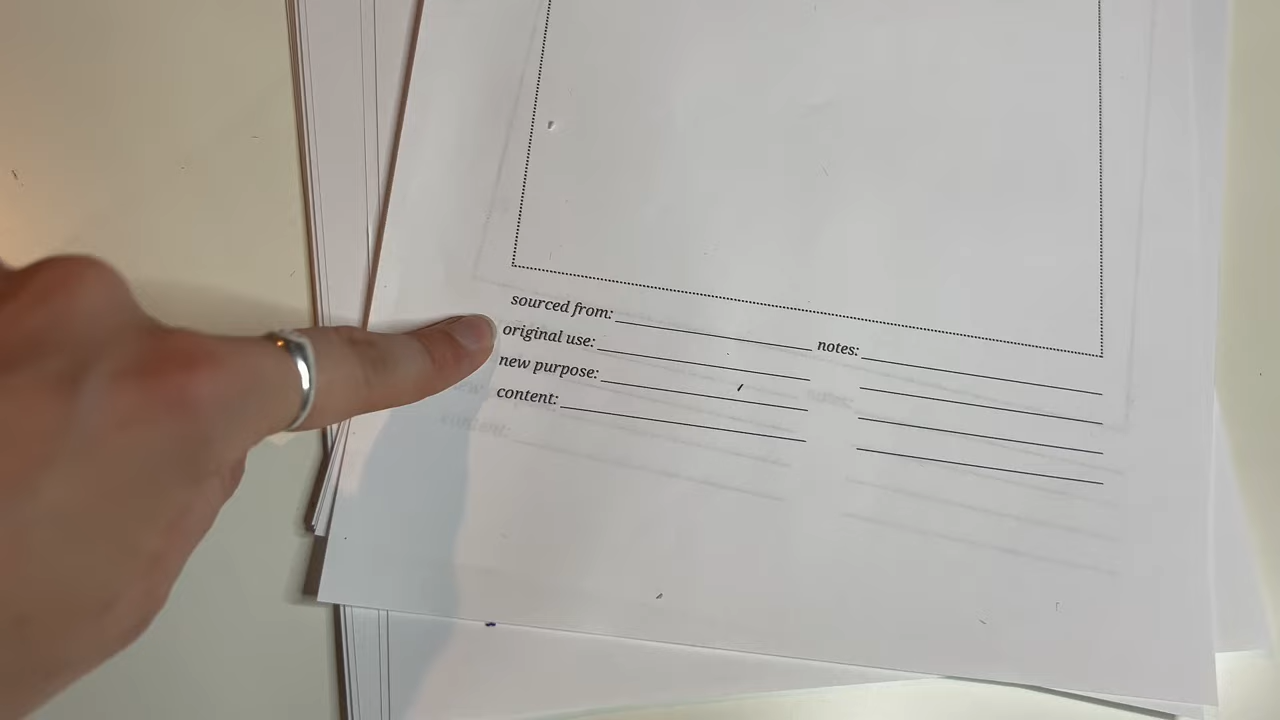 sourced from:
original use:
new purpose:
content:
notes: